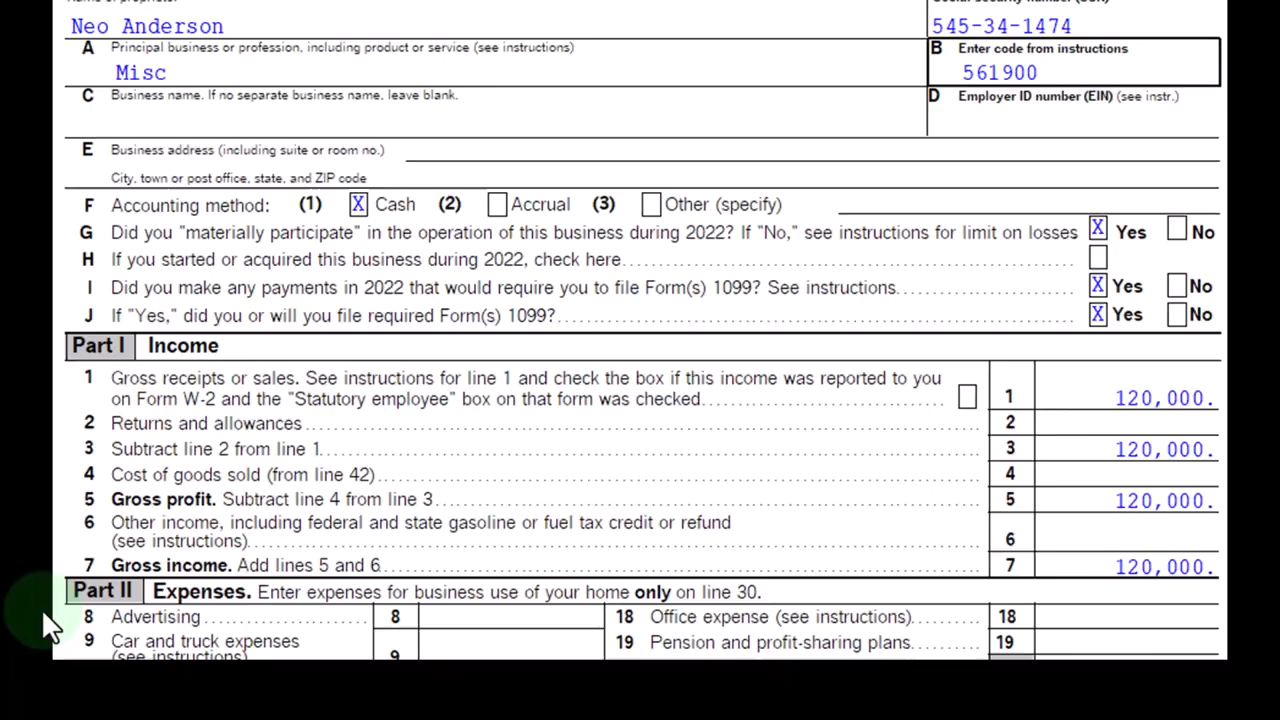 Neo Anderson 545-34-1474
A Principal business or profession, including product or service (see instructions) B Enter code from instructions
Misc 561900
C Business name. If no separate business name, leave blank. D Employer ID number (EIN) (see instr.)
E Business address (including suite or room no.)
City, town or post office, state, and ZIP code
F Accounting method: (1) X Cash (2) Accrual (3) Other (specify)
G Did you "materially participate" in the operation of this business during 2022? If "No," see instructions for limit on losses X Yes No
H If you started or acquired this business during 2022, check here
I Did you make any payments in 2022 that would require you to file Form(s) 1099? See instructions. X Yes No
J If "Yes," did you or will you file required Form(s) 1099? X Yes No
Part I Income
1 Gross receipts or sales. See instructions for line 1 and check the box if this income was reported to you
on Form W-2 and the "Statutory employee" box on that form was checked. 1 120,000.
2 Returns and allowances 2
3 Subtract line 2 from line 1 3 120,000.
4 Cost of goods sold (from line 42) 4
5 Gross profit. Subtract line 4 from line 3 5 120,000.
6 Other income, including federal and state gasoline or fuel tax credit or refund
(see instructions) 6
7 Gross income. Add lines 5 and 6 7 120,000.
Part II Expenses. Enter expenses for business use of your home only on line 30.
8 Advertising 8 18 Office expense (see instructions) 18
9 Car and truck expenses 19 Pension and profit-sharing plans 19
(see instructions) 9